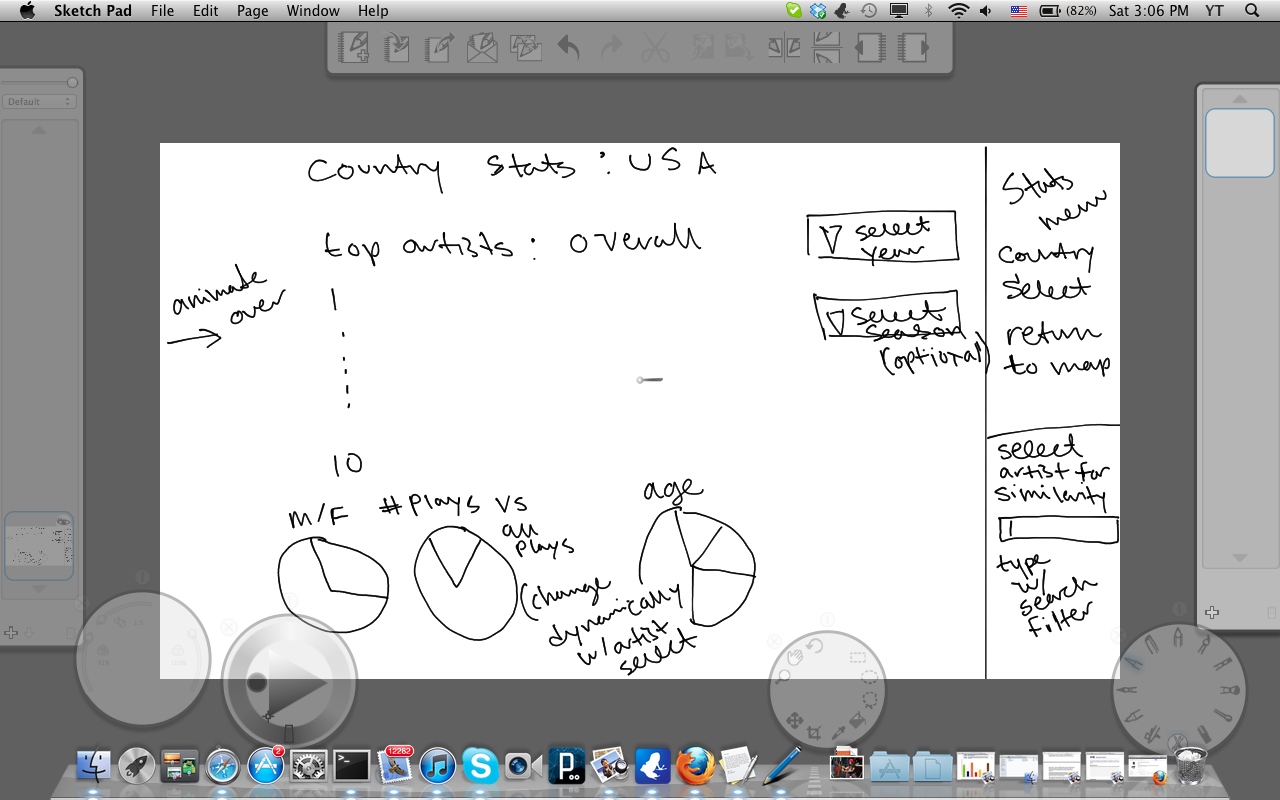 Sketch Pad File Edit Page Window Help
(82%) Sat 3:06 PM YT
Default
Country Stats : USA
top artists : overall
animate
over
1
10
select
year
select
season
(optional)
Stats
menu
Country
Select
return
to map
select
artist for
similarity
type
w/
search
filter
M/F
# Plays vs
all
plays
(change
dynamically
w/artist
select
age
2
12262